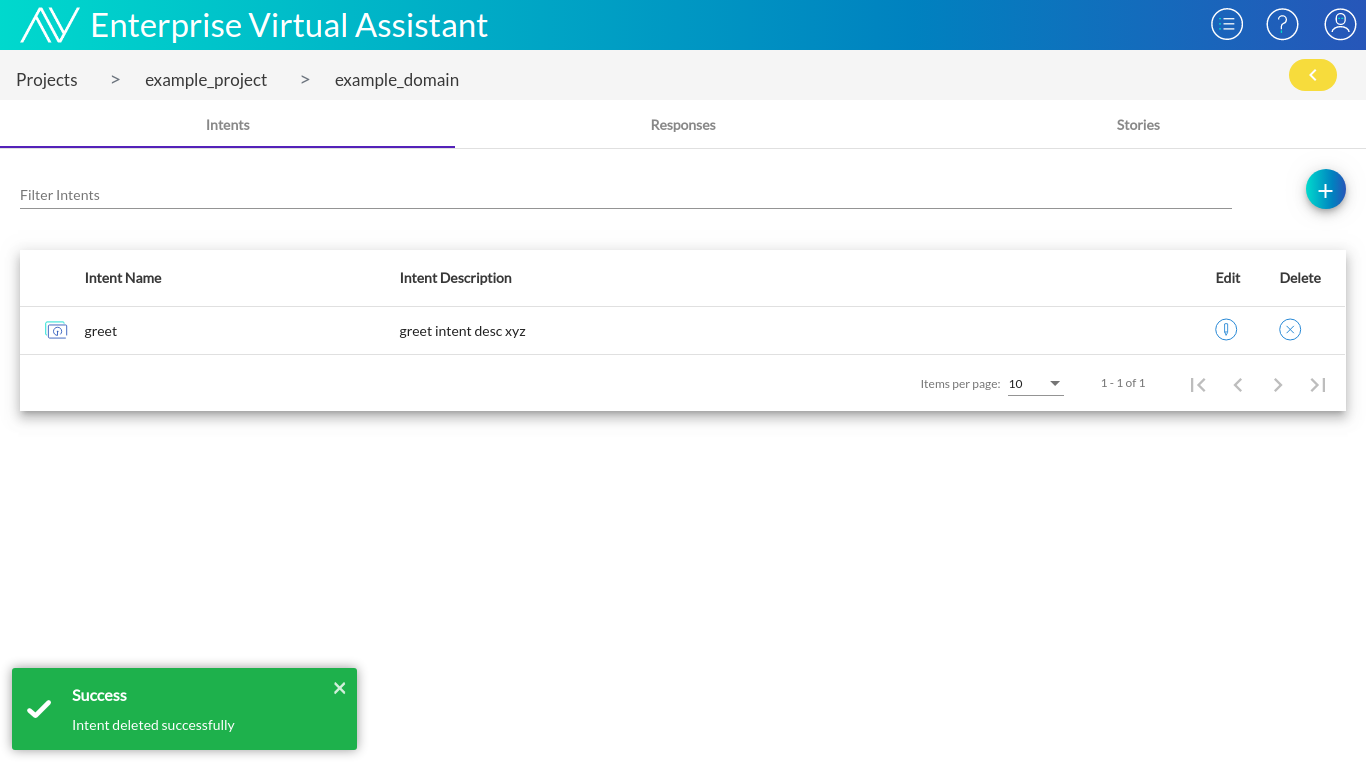 Enterprise Virtual Assistant
Projects > example_project > example_domain
Intents Responses Stories
Filter Intents
Intent Name Intent Description Edit Delete
greet greet intent desc xyz
Items per page: 10 1 - 1 of 1
Success
Intent deleted successfully